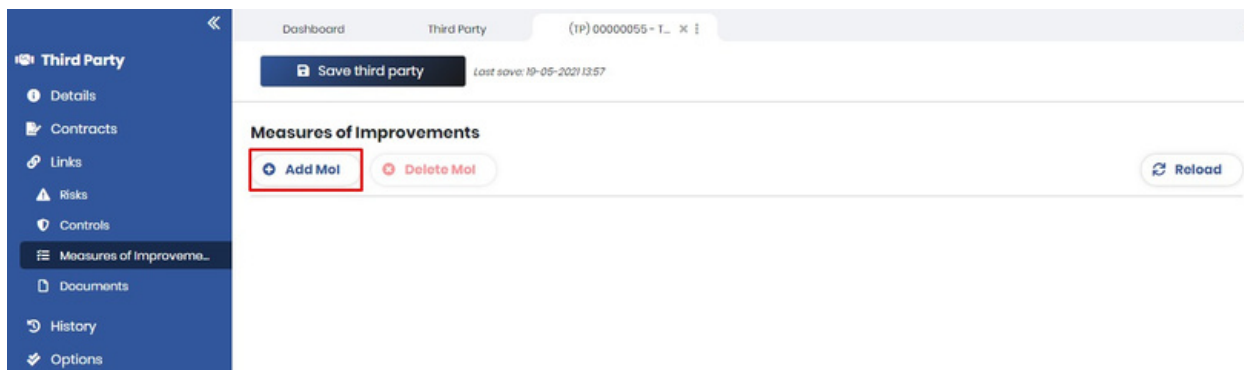 Dashboard Third Party (TP) 00000055 - T...
Third Party
Save third party Last save: 19-05-2021 13:57
Details
Contracts
Measures of Improvements
Links
Add MoI Delete MoI Reload
Risks
Controls
Measures of Improveme...
Documents
History
Options